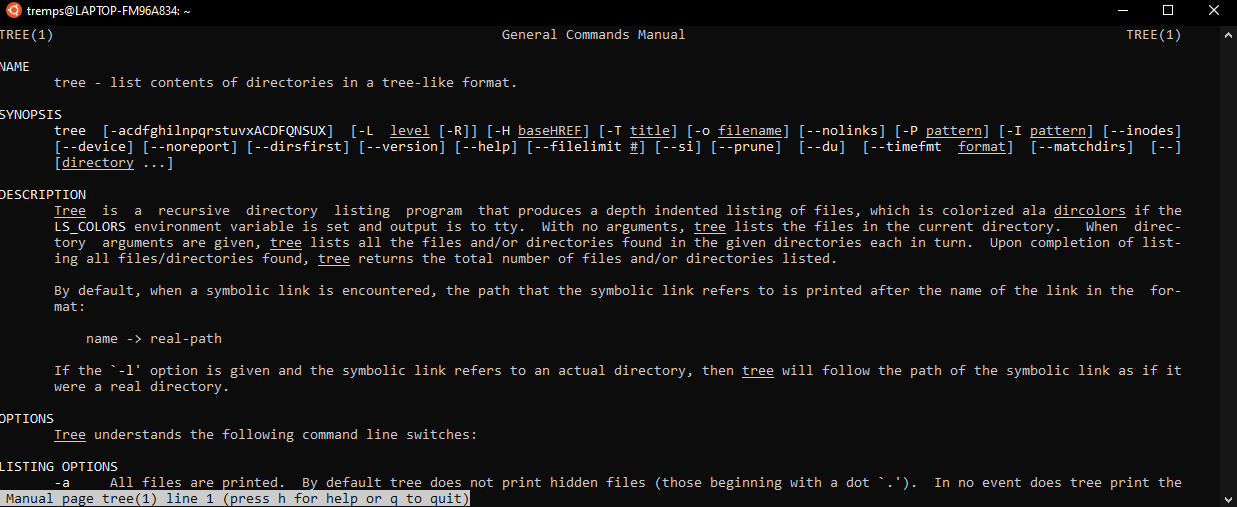 tremps@LAPTOP-FM96A834: ~
TREE(1) General Commands Manual TREE(1)
NAME
tree - list contents of directories in a tree-like format.
SYNOPSIS
tree [-acdfghilnpqrstuvxACDFQNSUX] [-L level [-R]] [-H baseHREF] [-T title] [-o filename] [--nolinks] [-P pattern] [-I pattern] [--inodes]
[--device] [--noreport] [--dirsfirst] [--version] [--help] [--filelimit #] [--si] [--prune] [--du] [--timefmt format] [--matchdirs] [--]
[directory ...]
DESCRIPTION
Tree is a recursive directory listing program that produces a depth indented listing of files, which is colorized ala dircolors if the
LS_COLORS environment variable is set and output is to tty. With no arguments, tree lists the files in the current directory. When direc-
tory arguments are given, tree lists all the files and/or directories found in the given directories each in turn. Upon completion of list-
ing all files/directories found, tree returns the total number of files and/or directories listed.
By default, when a symbolic link is encountered, the path that the symbolic link refers to is printed after the name of the link in the for-
mat:
name -> real-path
If the `-l' option is given and the symbolic link refers to an actual directory, then tree will follow the path of the symbolic link as if it
were a real directory.
OPTIONS
Tree understands the following command line switches:
LISTING OPTIONS
-a All files are printed. By default tree does not print hidden files (those beginning with a dot `.'). In no event does tree print the
Manual page tree(1) line 1 (press h for help or q to quit)